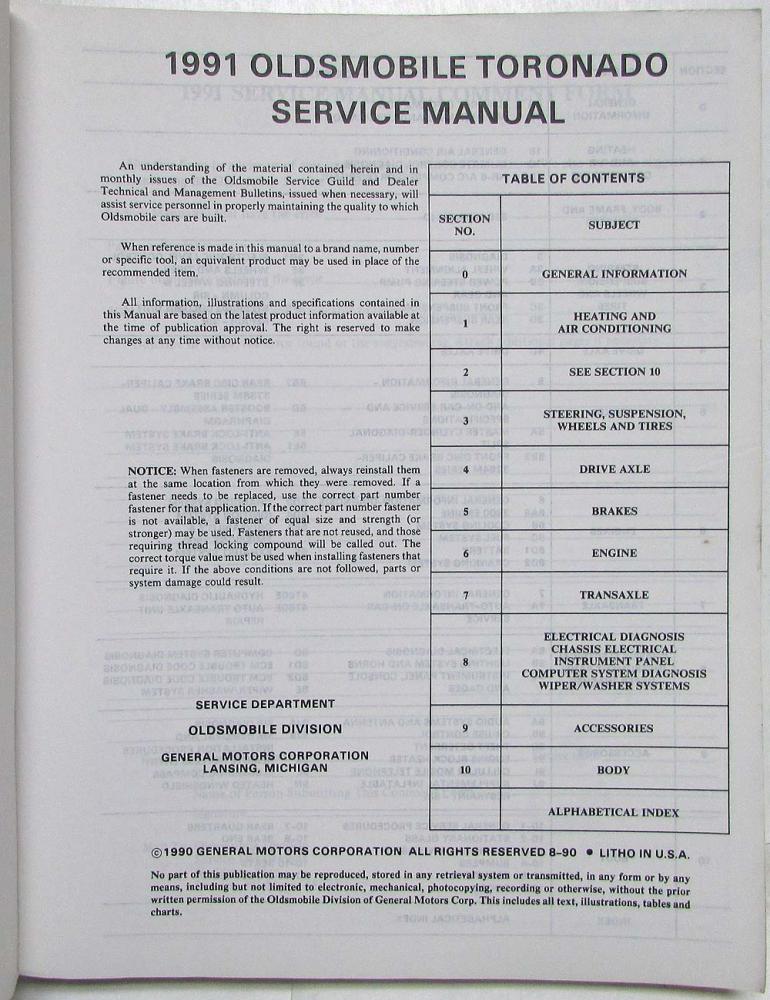 1991 OLDSMOBILE TORONADO
SERVICE MANUAL
An understanding of the material contained herein and in
monthly issues of the Oldsmobile Service Guild and Dealer
Technical and Management Bulletins, issued when necessary, will
assist service personnel in properly maintaining the quality to which
Oldsmobile cars are built.
When reference is made in this manual to a brand name, number
or specific tool, an equivalent product may be used in place of the
recommended item.
All information, illustrations and specifications contained in
this Manual are based on the latest product information available at
the time of publication approval. The right is reserved to make
changes at any time without notice.
NOTICE: When fasteners are removed, always reinstall them
at the same location from which they were removed. If a
fastener needs to be replaced, use the correct part number
fastener for that application. If the correct part number fastener
is not available, a fastener of equal size and strength (or
stronger) may be used. Fasteners that are not reused, and those
requiring thread locking compound will be called out. The
correct torque value must be used when installing fasteners that
require it. If the above conditions are not followed, parts or
system damage could result.
SERVICE DEPARTMENT
OLDSMOBILE DIVISION
GENERAL MOTORS CORPORATION
LANSING, MICHIGAN
TABLE OF CONTENTS
SECTION
NO.
SUBJECT
0 GENERAL INFORMATION
1 HEATING AND
AIR CONDITIONING
2 SEE SECTION 10
3 STEERING, SUSPENSION,
WHEELS AND TIRES
4 DRIVE AXLE
5 BRAKES
6 ENGINE
7 TRANSAXLE
8 ELECTRICAL DIAGNOSIS
CHASSIS ELECTRICAL
INSTRUMENT PANEL
COMPUTER SYSTEM DIAGNOSIS
WIPER/WASHER SYSTEMS
9 ACCESSORIES
10 BODY
ALPHABETICAL INDEX
©1990 GENERAL MOTORS CORPORATION ALL RIGHTS RESERVED 8-90 • LITHO IN U.S.A.
No part of this publication may be reproduced, stored in any retrieval system or transmitted, in any form or by any
means, including but not limited to electronic, mechanical, photocopying, recording or otherwise, without the prior
written permission of the Oldsmobile Division of General Motors Corp. This includes all text, illustrations, tables and
charts.